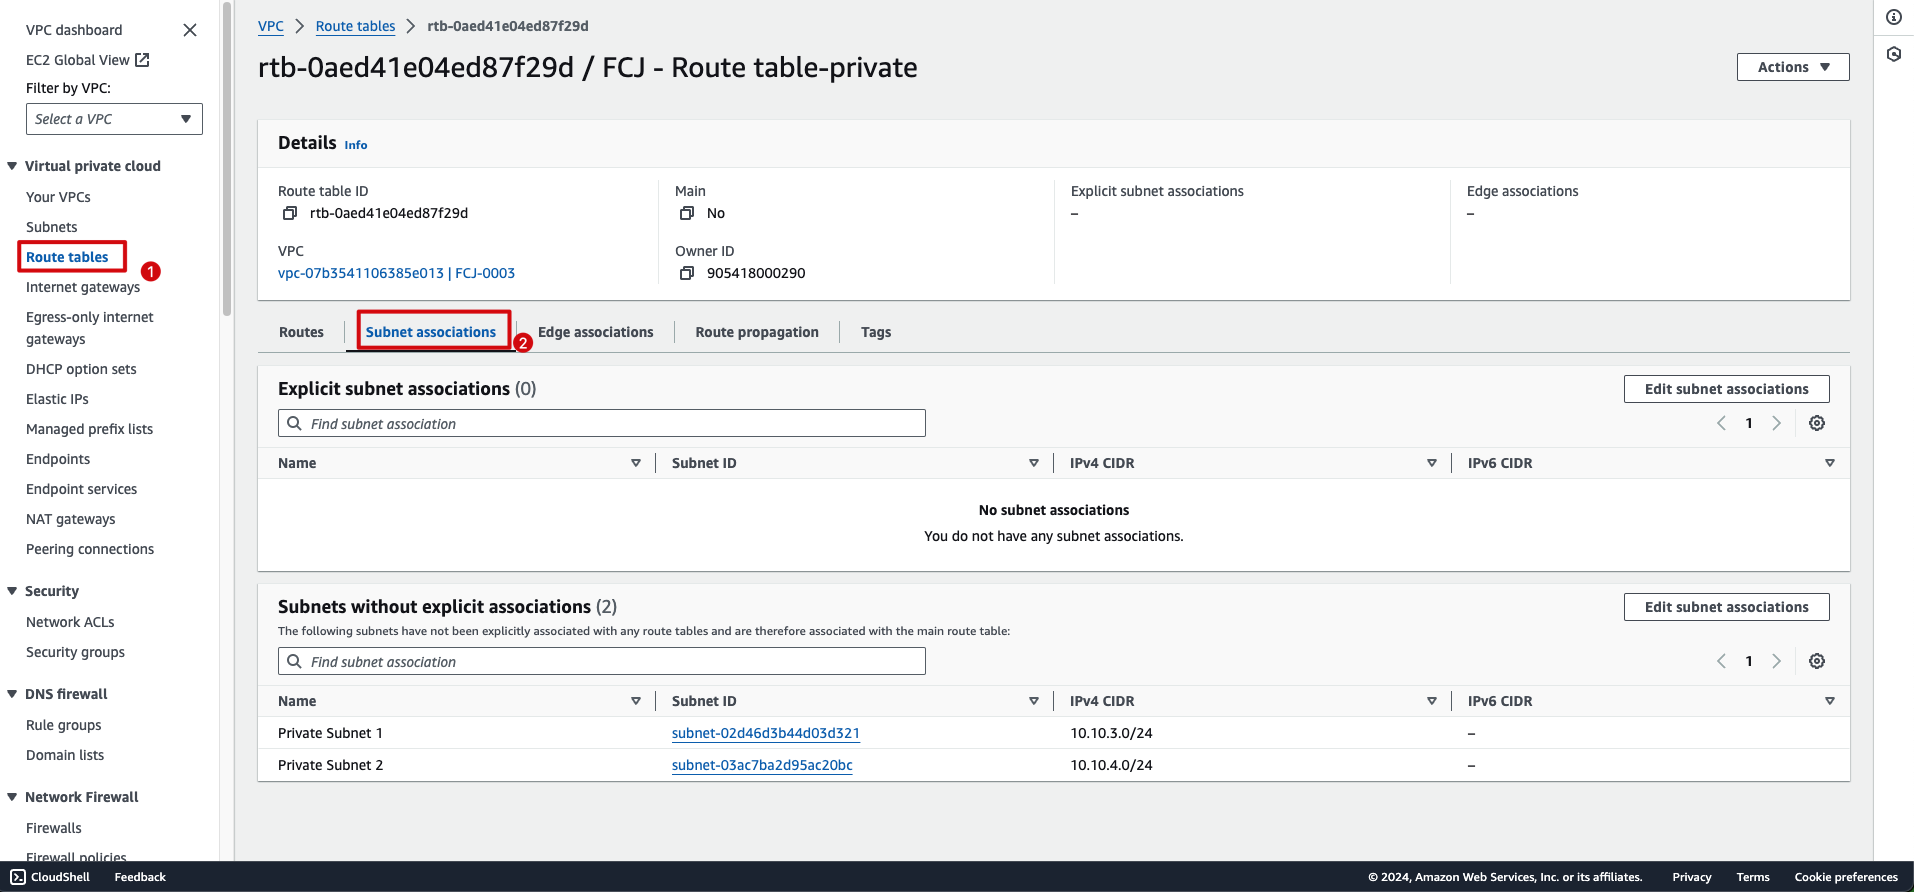 VPC dashboard
EC2 Global View
Filter by VPC:
Select a VPC
Virtual private cloud
Your VPCs
Subnets
Route tables
1
Internet gateways
Egress-only internet
gateways
DHCP option sets
Elastic IPs
Managed prefix lists
Endpoints
Endpoint services
NAT gateways
Peering connections
Security
Network ACLs
Security groups
DNS firewall
Rule groups
Domain lists
Network Firewall
Firewalls
Firewall policies
VPC > Route tables > rtb-0aed41e04ed87f29d
rtb-0aed41e04ed87f29d / FCJ - Route table-private
Actions
Details Info
Route table ID
rtb-0aed41e04ed87f29d
Main
No
Explicit subnet associations
–
Edge associations
–
VPC
vpc-07b3541106385e013 | FCJ-0003
Owner ID
905418000290
Routes Subnet associations 2 Edge associations Route propagation Tags
Explicit subnet associations (0)
Edit subnet associations
Find subnet association
1
Name Subnet ID IPv4 CIDR IPv6 CIDR
No subnet associations
You do not have any subnet associations.
Subnets without explicit associations (2)
Edit subnet associations
The following subnets have not been explicitly associated with any route tables and are therefore associated with the main route table:
Find subnet association
1
Name Subnet ID IPv4 CIDR IPv6 CIDR
Private Subnet 1 subnet-02d46d3b44d03d321 10.10.3.0/24 –
Private Subnet 2 subnet-03ac7ba2d95ac20bc 10.10.4.0/24 –
CloudShell Feedback © 2024, Amazon Web Services, Inc. or its affiliates. Privacy Terms Cookie preferences